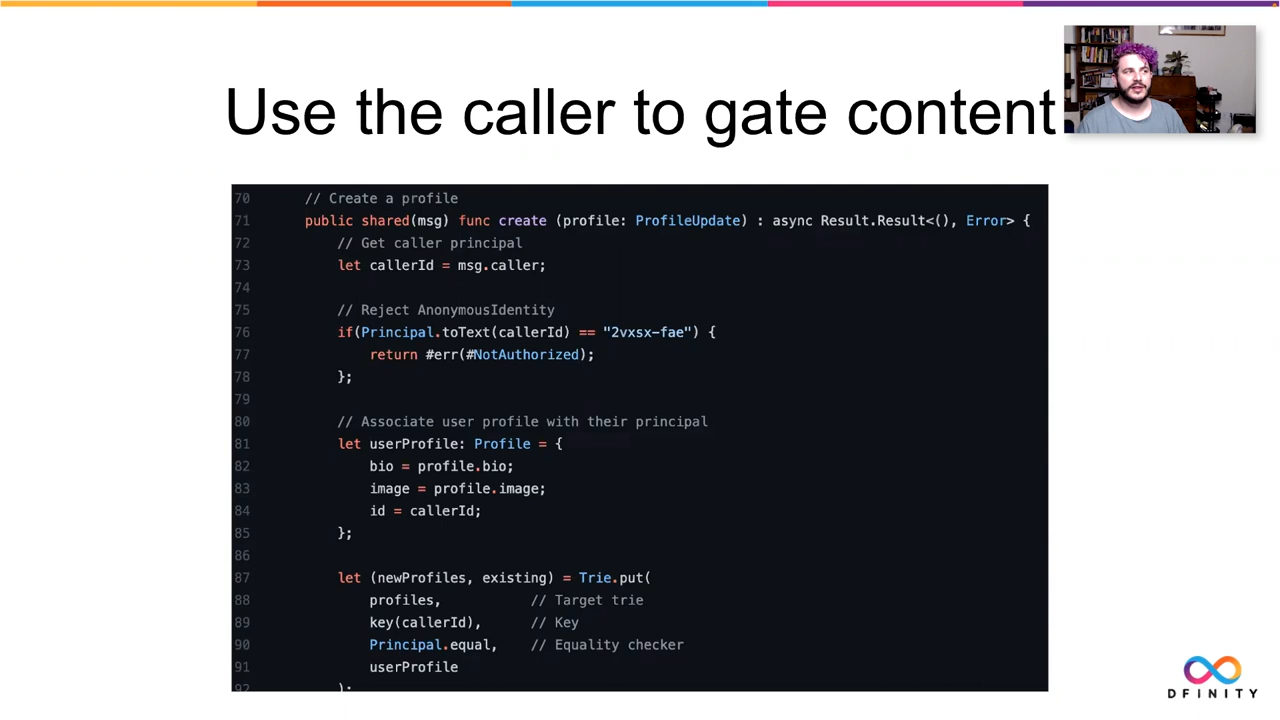 Use the caller to gate content
70 // Create a profile
71 public shared(msg) func create (profile: ProfileUpdate) : async Result.Result<(), Error> {
72 // Get caller principal
73 let callerId = msg.caller;
74
75 // Reject AnonymousIdentity
76 if(Principal.toText(callerId) == "2vxsx-fae") {
77 return #err(#NotAuthorized);
78 };
79
80 // Associate user profile with their principal
81 let userProfile: Profile = {
82 bio = profile.bio;
83 image = profile.image;
84 id = callerId;
85 };
86
87 let (newProfiles, existing) = Trie.put(
88 profiles, // Target trie
89 key(callerId), // Key
90 Principal.equal, // Equality checker
91 userProfile
92 );
DFINITY